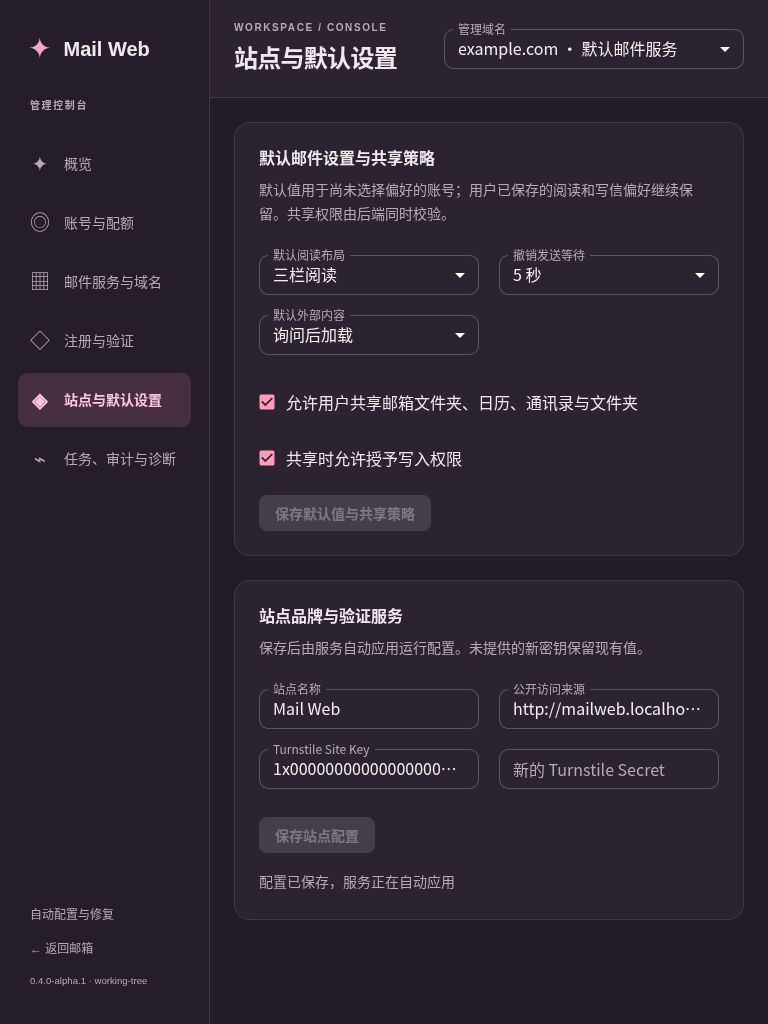 Mail Web
管理控制台
概览
账号与配额
邮件服务与域名
注册与验证
站点与默认设置
任务、审计与诊断
自动配置与修复
← 返回邮箱
0.4.0-alpha.1 · working-tree
WORKSPACE / CONSOLE
站点与默认设置
管理域名
example.com · 默认邮件服务
默认邮件设置与共享策略
默认值用于尚未选择偏好的账号；用户已保存的阅读和写信偏好继续保
留。共享权限由后端同时校验。
默认阅读布局
三栏阅读
撤销发送等待
5 秒
默认外部内容
询问后加载
允许用户共享邮箱文件夹、日历、通讯录与文件夹
共享时允许授予写入权限
保存默认值与共享策略
站点品牌与验证服务
保存后由服务自动应用运行配置。未提供的新密钥保留现有值。
站点名称
Mail Web
公开访问来源
http://mailweb.localho…
Turnstile Site Key
1x00000000000000000…
新的 Turnstile Secret
保存站点配置
配置已保存，服务正在自动应用